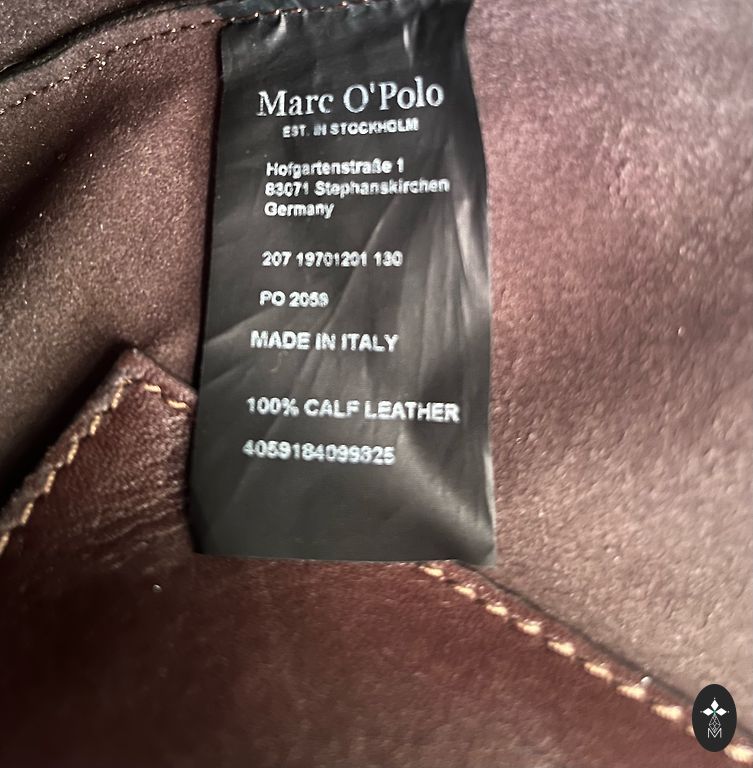 Marc O'Polo
EST. IN STOCKHOLM
Hofgartenstraße 1
83071 Stephanskirchen
Germany
207 19701201 130
PO 2059
MADE IN ITALY
100% CALF LEATHER
4059184099325